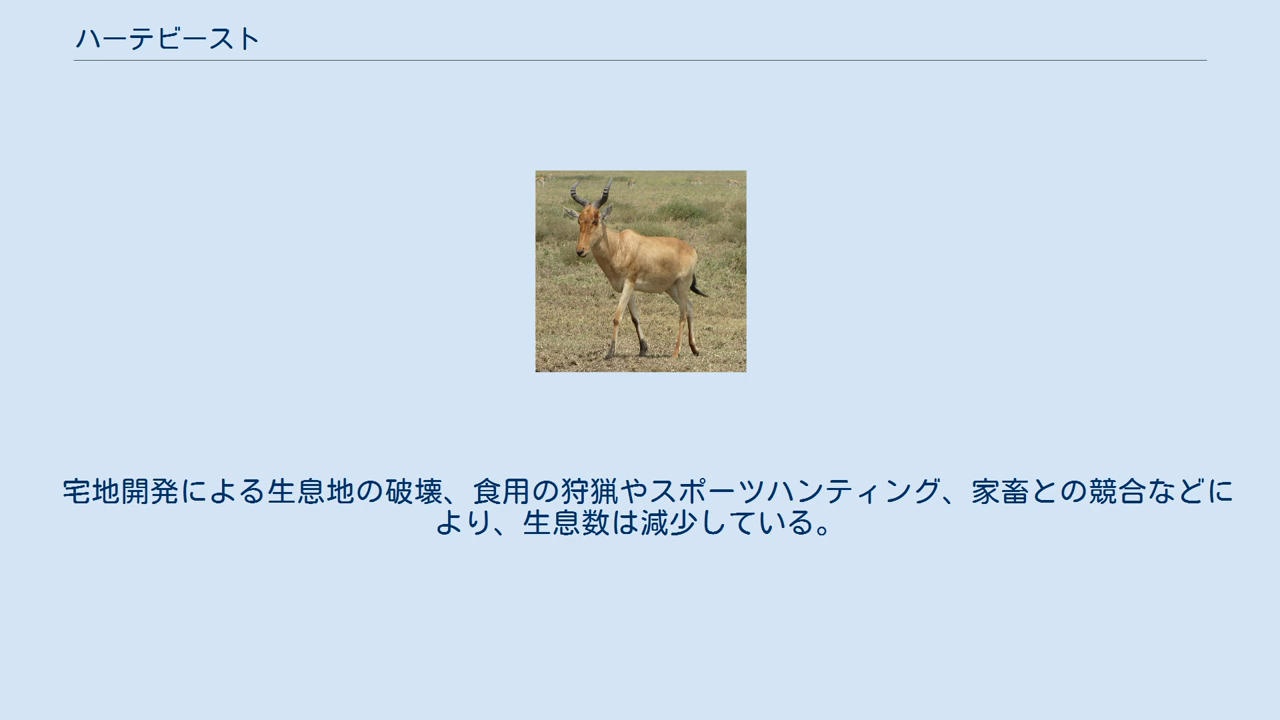 ハーテビースト
宅地開発による生息地の破壊、食用の狩猟やスポーツハンティング、家畜との競合などに
より、生息数は減少している。